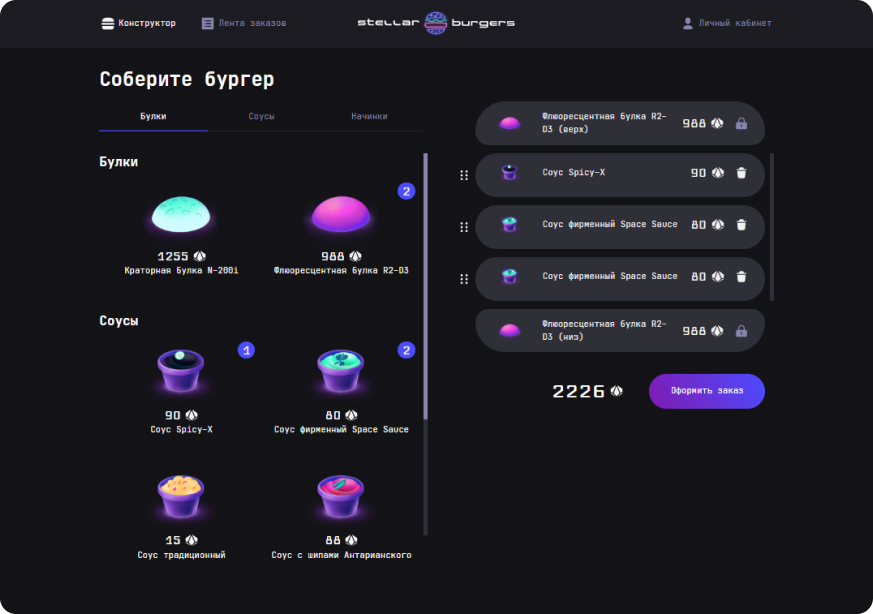 Конструктор
Лента заказов
stellar burgers
Личный кабинет
Соберите бургер
Булки
Соусы
Начинки
Булки
2
1255
988
Краторная булка N-200i
Флюоресцентная булка R2-D3
Соусы
1
2
90
80
Соус Spicy-X
Соус фирменный Space Sauce
15
88
Соус традиционный
Соус с шипами Антарианского
Флюоресцентная булка R2-
D3 (верх)
988
Соус Spicy-X
90
Соус фирменный Space Sauce
80
Соус фирменный Space Sauce
80
Флюоресцентная булка R2-
D3 (низ)
988
2226
Оформить заказ